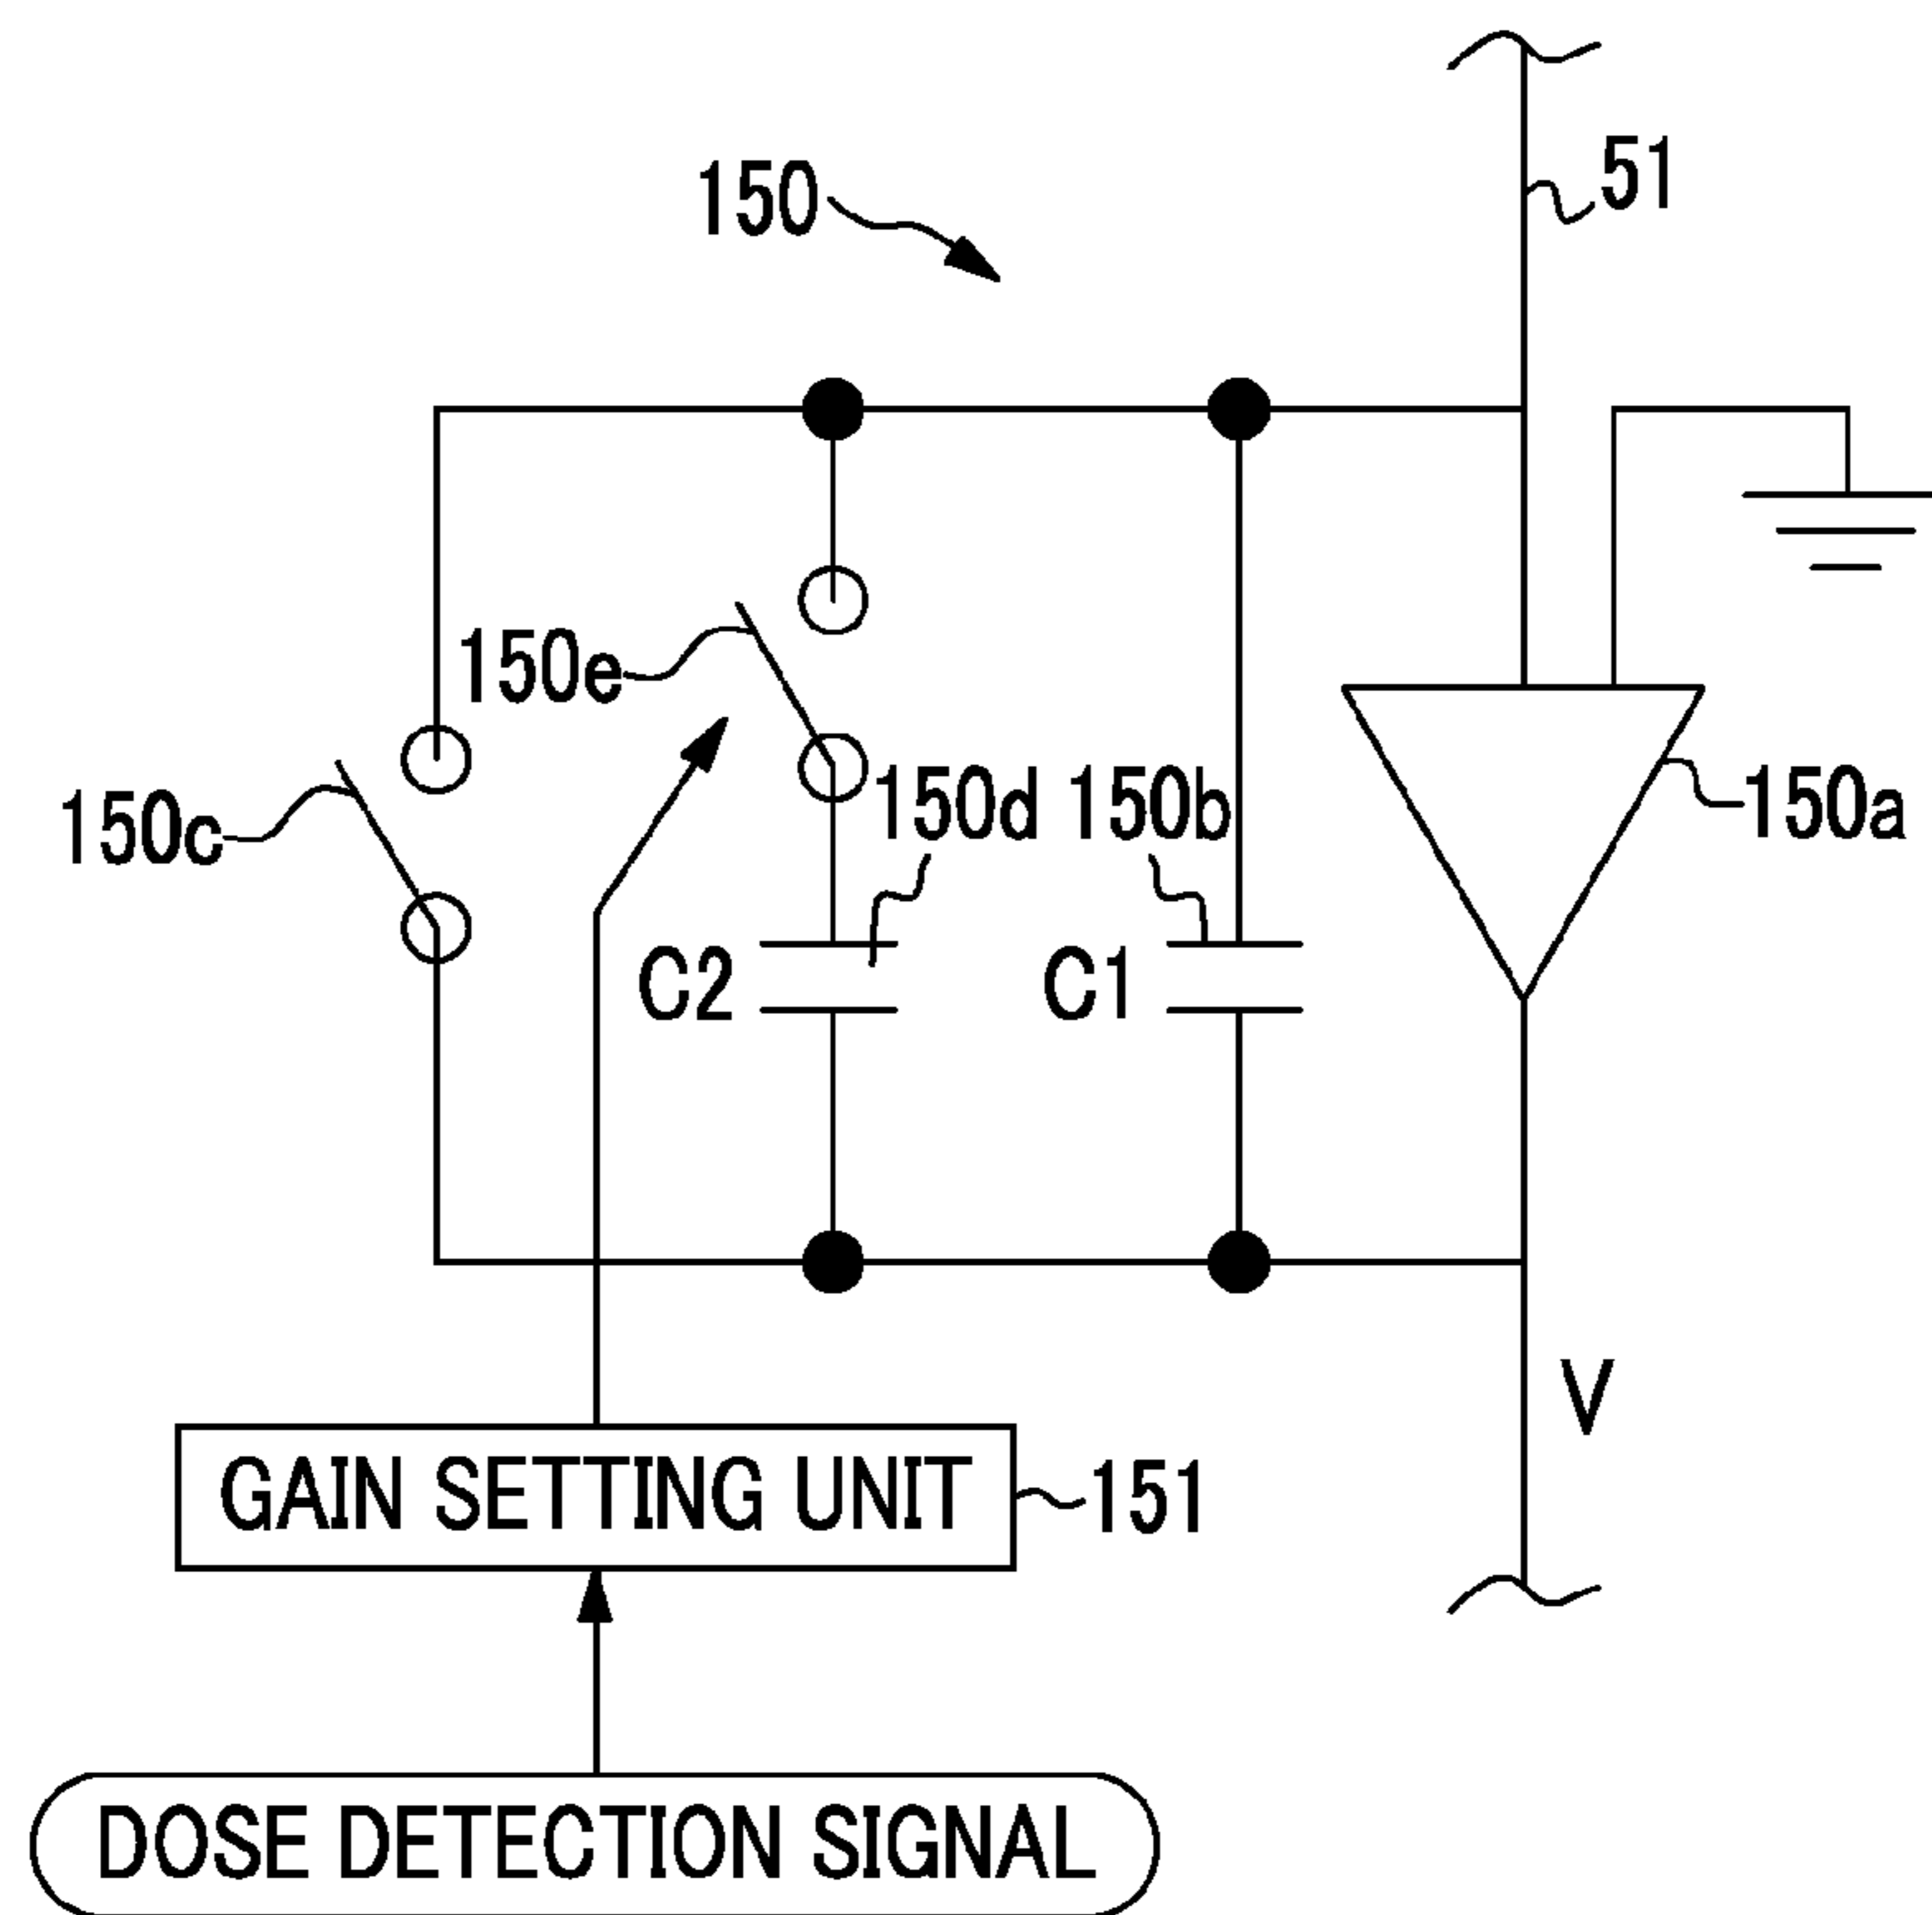 51
150
150e
150d 150b
150a
150c
C2
C1
V
GAIN SETTING UNIT
151
DOSE DETECTION SIGNAL